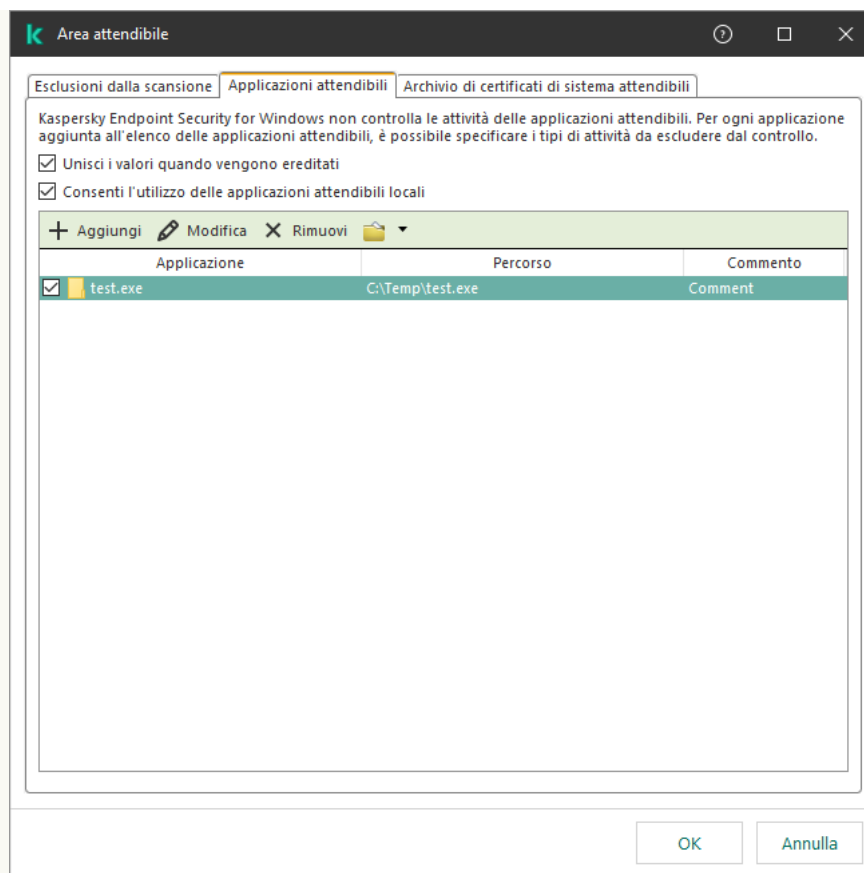 Area attendibile
Esclusioni dalla scansione Applicazioni attendibili Archivio di certificati di sistema attendibili
Kaspersky Endpoint Security for Windows non controlla le attività delle applicazioni attendibili. Per ogni applicazione
aggiunta all'elenco delle applicazioni attendibili, è possibile specificare i tipi di attività da escludere dal controllo.
Unisci i valori quando vengono ereditati
Consenti l'utilizzo delle applicazioni attendibili locali
Aggiungi Modifica Rimuovi
Applicazione Percorso Commento
test.exe C:\Temp\test.exe Comment
OK Annulla